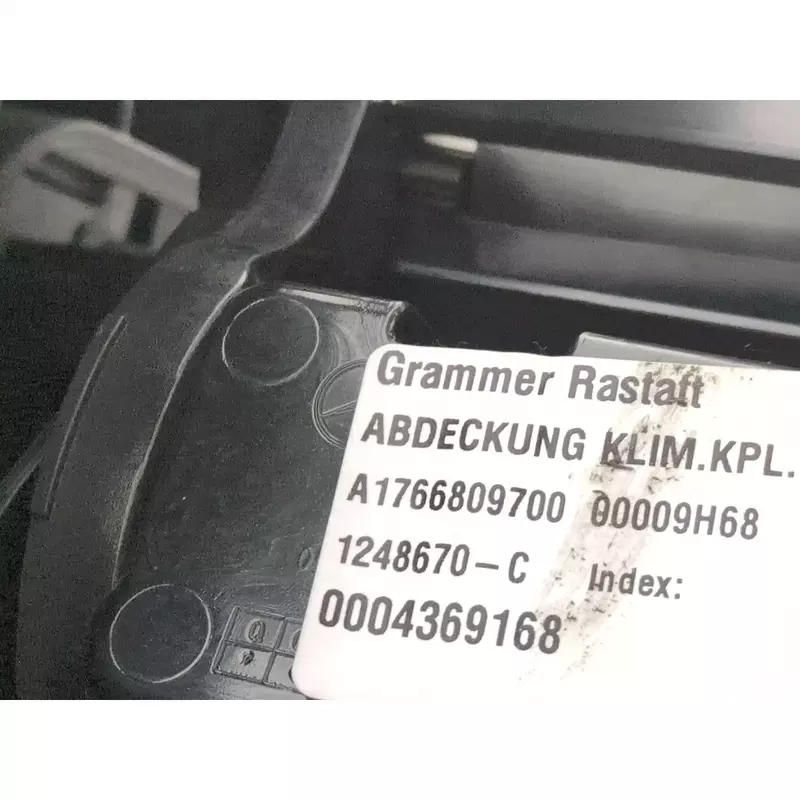 Grammer Rastatt
ABDECKUNG KLIM.KPL.
A1766809700 00009H68
1248670-C Index:
0004369168